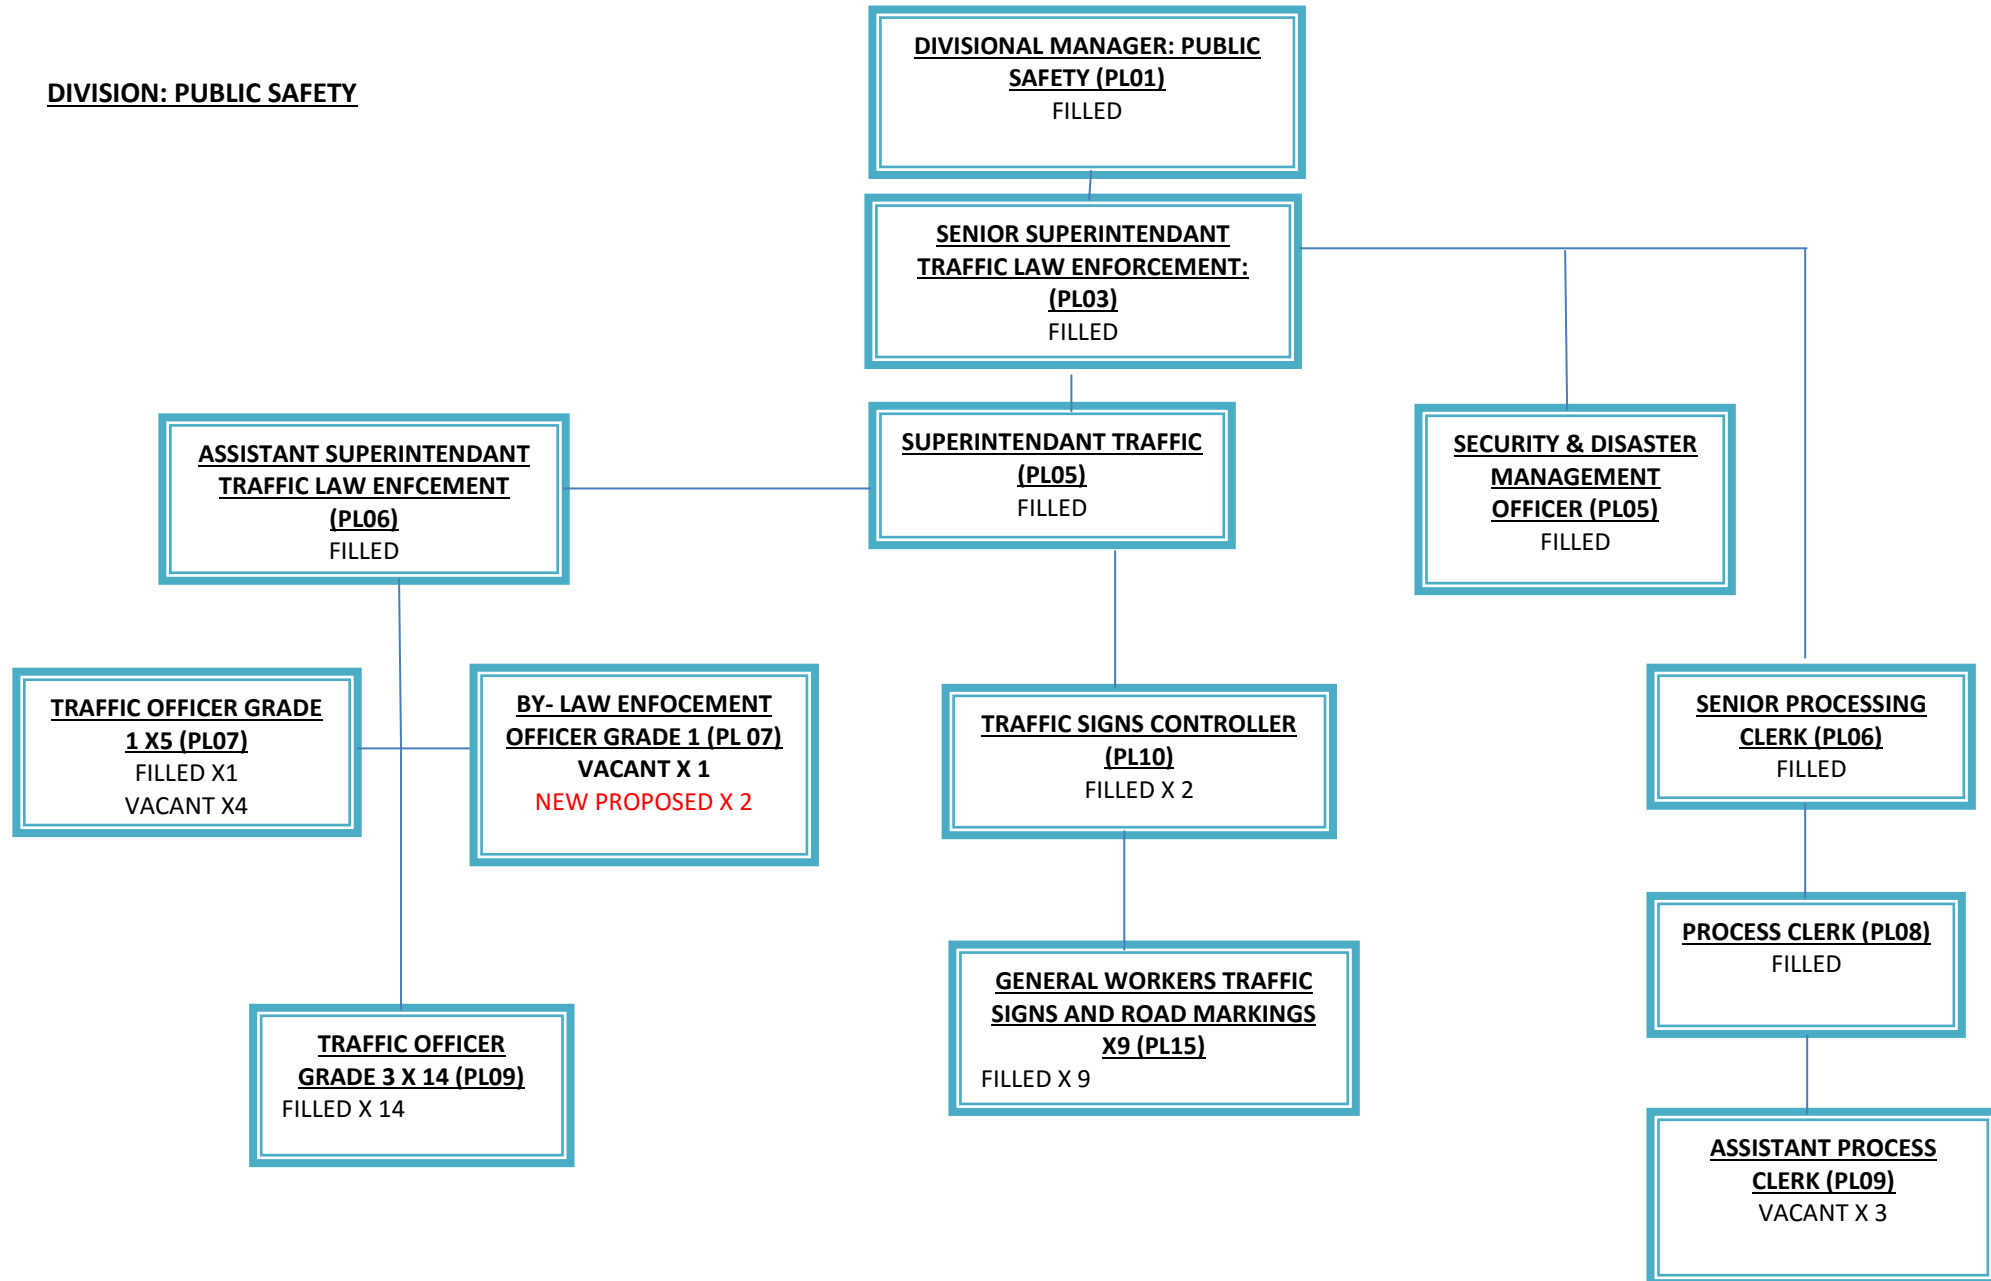 DIVISION: PUBLIC SAFETY
DIVISIONAL MANAGER: PUBLIC
SAFETY (PL01)
FILLED
SENIOR SUPERINTENDANT
TRAFFIC LAW ENFORCEMENT:
(PL03)
FILLED
ASSISTANT SUPERINTENDANT
TRAFFIC LAW ENFCEMENT
(PL06)
FILLED
SUPERINTENDANT TRAFFIC
(PL05)
FILLED
SECURITY & DISASTER
MANAGEMENT
OFFICER (PL05)
FILLED
TRAFFIC OFFICER GRADE
1 X5 (PL07)
FILLED X1
VACANT X4
BY- LAW ENFOCEMENT
OFFICER GRADE 1 (PL 07)
VACANT X 1
NEW PROPOSED X 2
TRAFFIC SIGNS CONTROLLER
(PL10)
FILLED X 2
SENIOR PROCESSING
CLERK (PL06)
FILLED
PROCESS CLERK (PL08)
FILLED
GENERAL WORKERS TRAFFIC
SIGNS AND ROAD MARKINGS
X9 (PL15)
FILLED X 9
TRAFFIC OFFICER
GRADE 3 X 14 (PL09)
FILLED X 14
ASSISTANT PROCESS
CLERK (PL09)
VACANT X 3